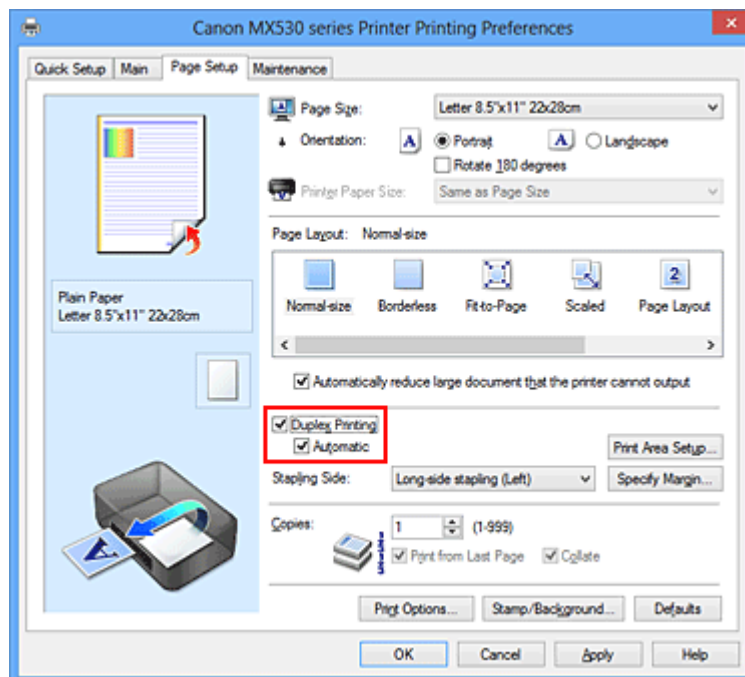 Canon MX530 series Printer Printing Preferences
Quick Setup Main Page Setup Maintenance
Page Size: Letter 8.5"x11" 22x28cm
Orientation: A Portrait A Landscape
Rotate 180 degrees
Printer Paper Size: Same as Page Size
Page Layout: Normal-size
2
Normal-size Borderless Fit-to-Page Scaled Page Layout
Plain Paper
Letter 8.5"x11" 22x28cm
Automatically reduce large document that the printer cannot output
Duplex Printing
Automatic
Print Area Setup...
Stapling Side: Long-side stapling (Left) Specify Margin...
Copies: 1 (1-999)
Print from Last Page Collate
A
Print Options... Stamp/Background... Defaults
OK Cancel Apply Help